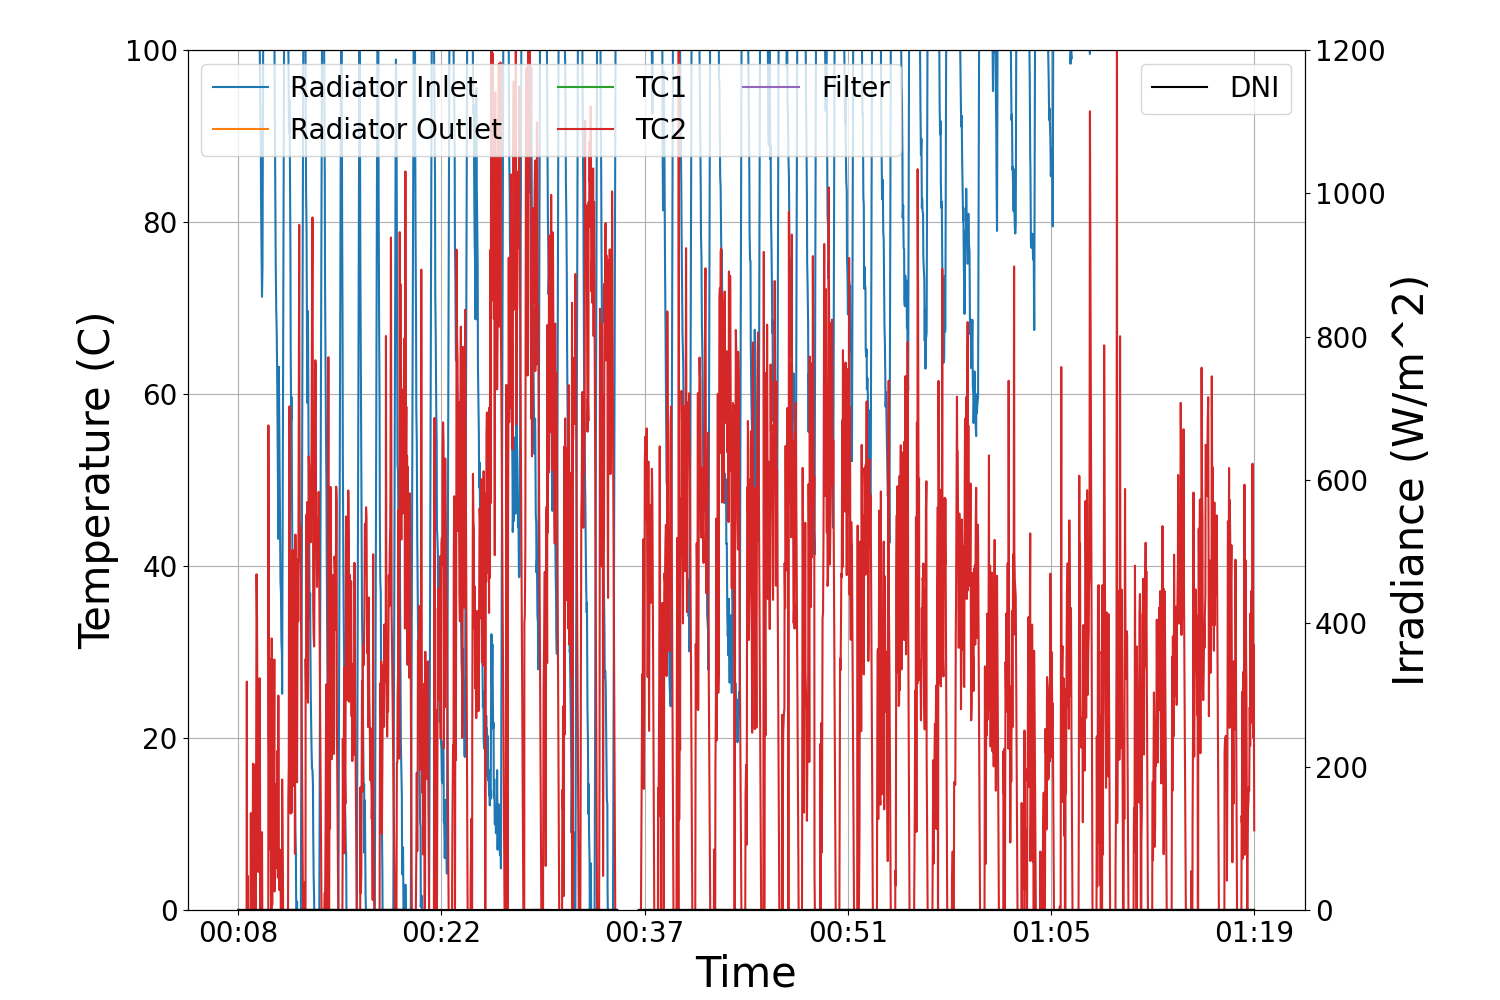 100
80
60
40
20
0
Temperature (C)
Radiator Inlet
Radiator Outlet
TC1
TC2
Filter
DNI
1200
1000
800
600
400
200
0
Irradiance (W/m^2)
00:08
00:22
00:37
00:51
01:05
01:19
Time